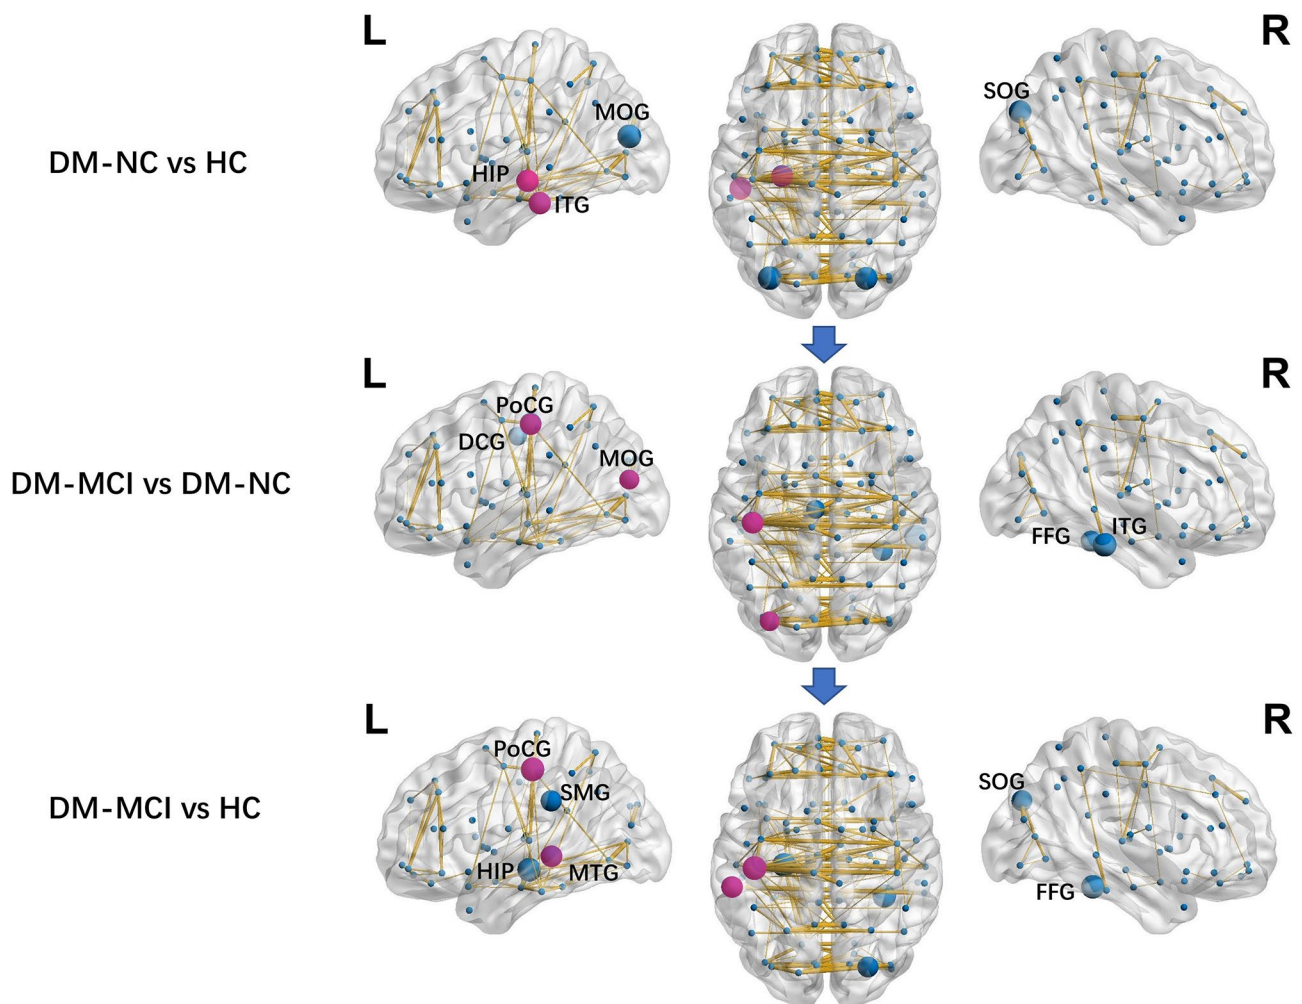 L
R
DM-NC vs HC
MOG
HIP
ITG
SOG
L
R
DM-MCI vs DM-NC
PoCG
DCG
MOG
FFG
ITG
L
R
DM-MCI vs HC
PoCG
SMG
HIP
MTG
SOG
FFG